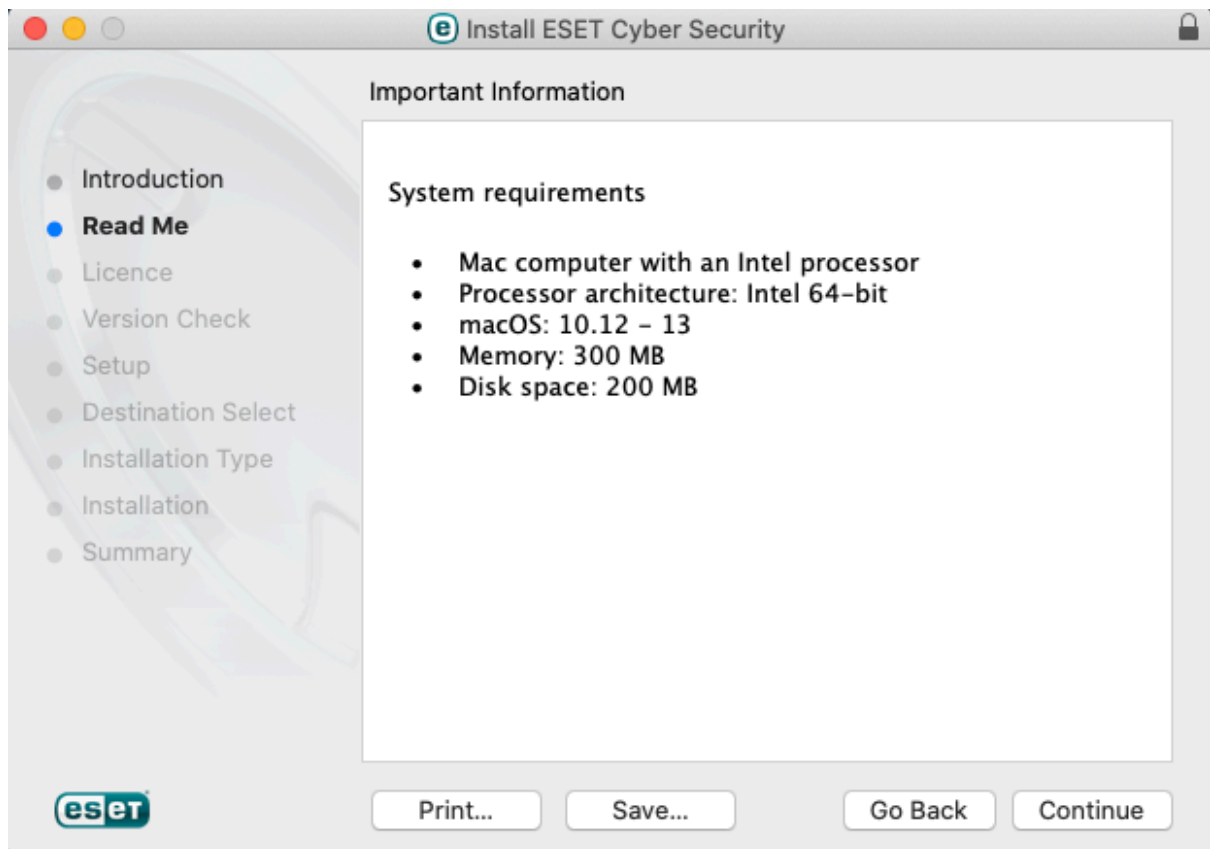 Install ESET Cyber Security
Important Information
Introduction
Read Me
Licence
Version Check
Setup
Destination Select
Installation Type
Installation
Summary
System requirements
• Mac computer with an Intel processor
• Processor architecture: Intel 64-bit
• macOS: 10.12 – 13
• Memory: 300 MB
• Disk space: 200 MB
eseT
Print... Save... Go Back Continue